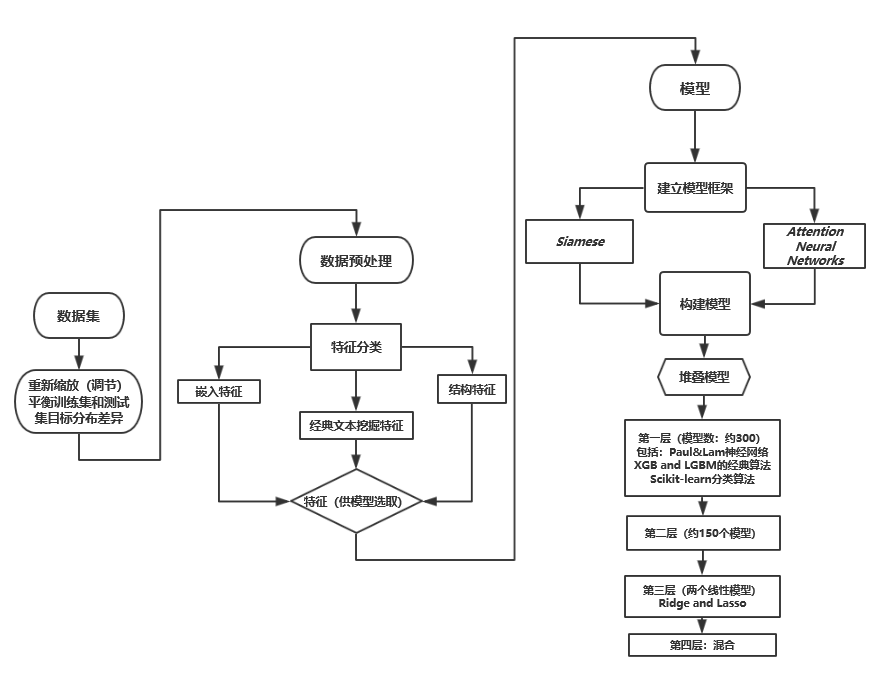 数据集
重新缩放（调节）
平衡训练集和测试
集目标分布差异
数据预处理
特征分类
嵌入特征
结构特征
经典文本挖掘特征
特征（供模型选取）
模型
建立模型框架
Siamese
Attention
Neural
Networks
构建模型
堆叠模型
第一层（模型数：约300）
包括：Paul&Lam神经网络
XGB and LGBM的经典算法
Scikit-learn分类算法
第二层（约150个模型）
第三层（两个线性模型）
Ridge and Lasso
第四层：混合